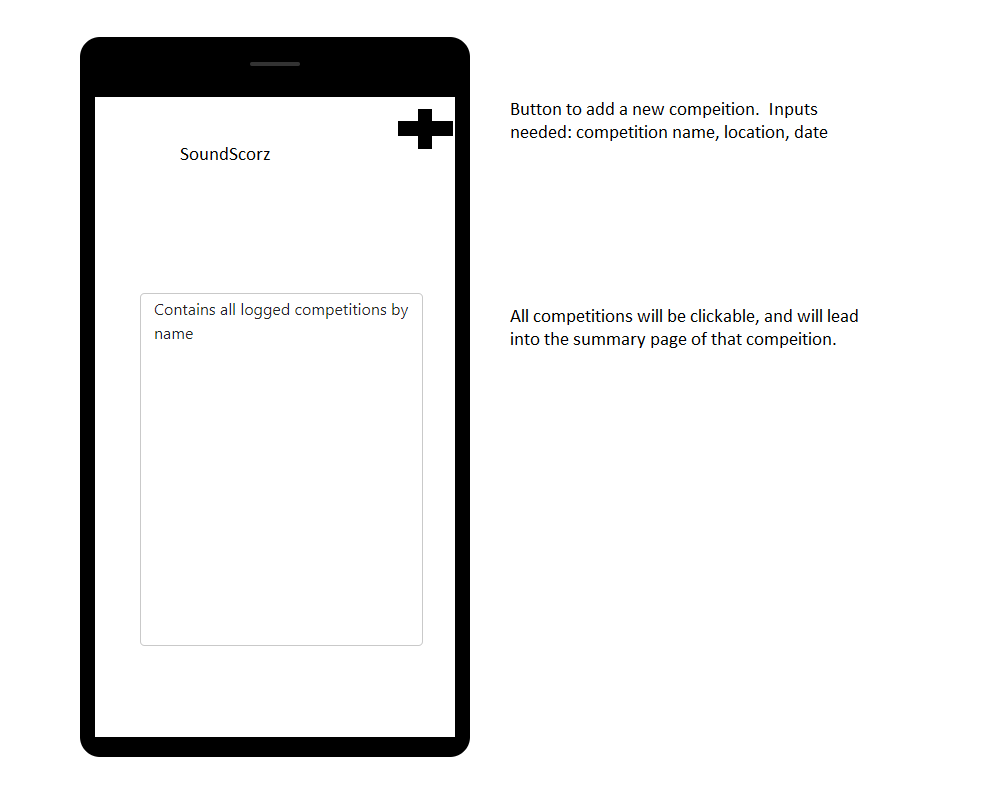 Button to add a new compeition.  Inputs
needed: competition name, location, date
SoundScorz
Contains all logged competitions by
name
All competitions will be clickable, and will lead
into the summary page of that compeition.